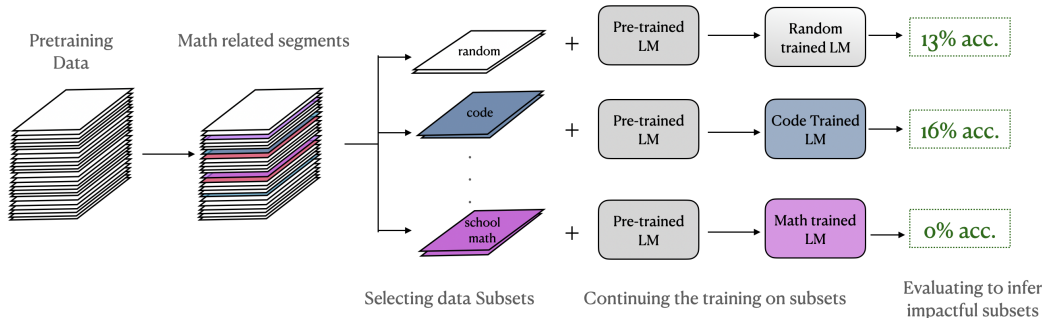 Pretraining
Data
Math related segments
random
+
Pre-trained
LM
Random
trained LM
13% acc.
code
+
Pre-trained
LM
Code Trained
LM
16% acc.
school
math
+
Pre-trained
LM
Math trained
LM
0% acc.
Selecting data Subsets
Continuing the training on subsets
Evaluating to infer
impactful subsets